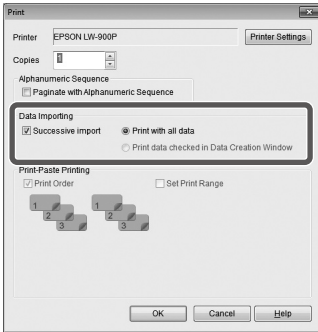 Print
Printer EPSON LW-900P Printer Settings
Copies 1
Alphanumeric Sequence
Paginate with Alphanumeric Sequence
Data Importing
Successive import Print with all data
Print data checked in Data Creation Window
Print-Paste Printing
Print Order Set Print Range
1 1
2 2
3 3
OK Cancel Help